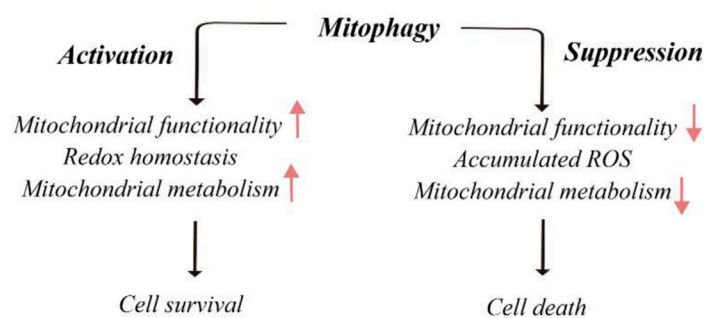 Mitophagy
Activation
Mitochondrial functionality
Redox homostasis
Mitochondrial metabolism
Cell survival
Suppression
Mitochondrial functionality
Accumulated ROS
Mitochondrial metabolism
Cell death